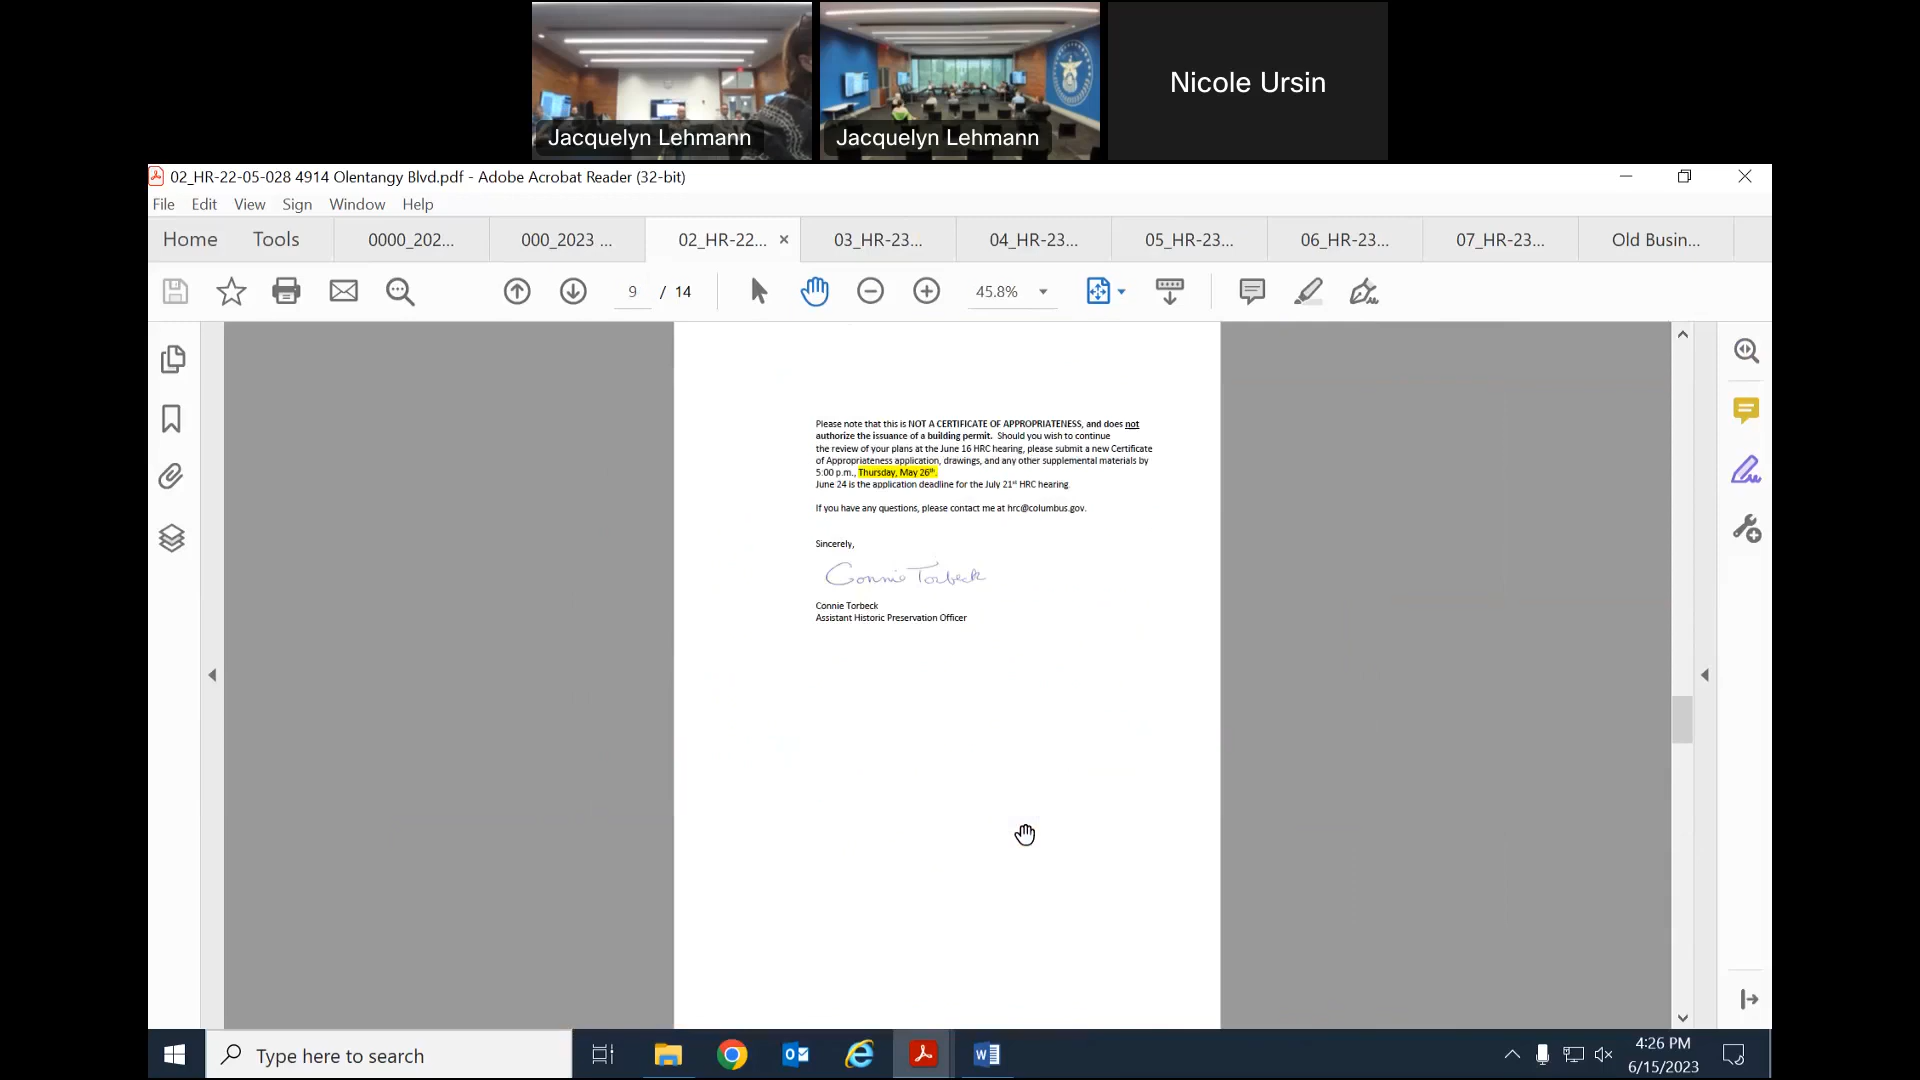 Jacquelyn Lehmann
Jacquelyn Lehmann
Nicole Ursin
02_HR-22-05-028 4914 Olentangy Blvd.pdf - Adobe Acrobat Reader (32-bit)
File Edit View Sign Window Help
Home Tools 0000_202... 000_2023 ... 02_HR-22... 03_HR-23... 04_HR-23... 05_HR-23... 06_HR-23... 07_HR-23... Old Busin...
9 / 14 45.8%
Please note that this is NOT A CERTIFICATE OF APPROPRIATENESS, and does not
authorize the issuance of a building permit. Should you wish to continue
the review of your plans at the June 16 HRC hearing, please submit a new Certificate
of Appropriateness application, drawings, and any other supplemental materials by
5:00 p.m., Thursday, May 26th.
June 24 is the application deadline for the July 21st HRC hearing
If you have any questions, please contact me at hrc@columbus.gov.
Sincerely,
Connie Torbeck
Connie Torbeck
Assistant Historic Preservation Officer
Type here to search
4:26 PM
6/15/2023